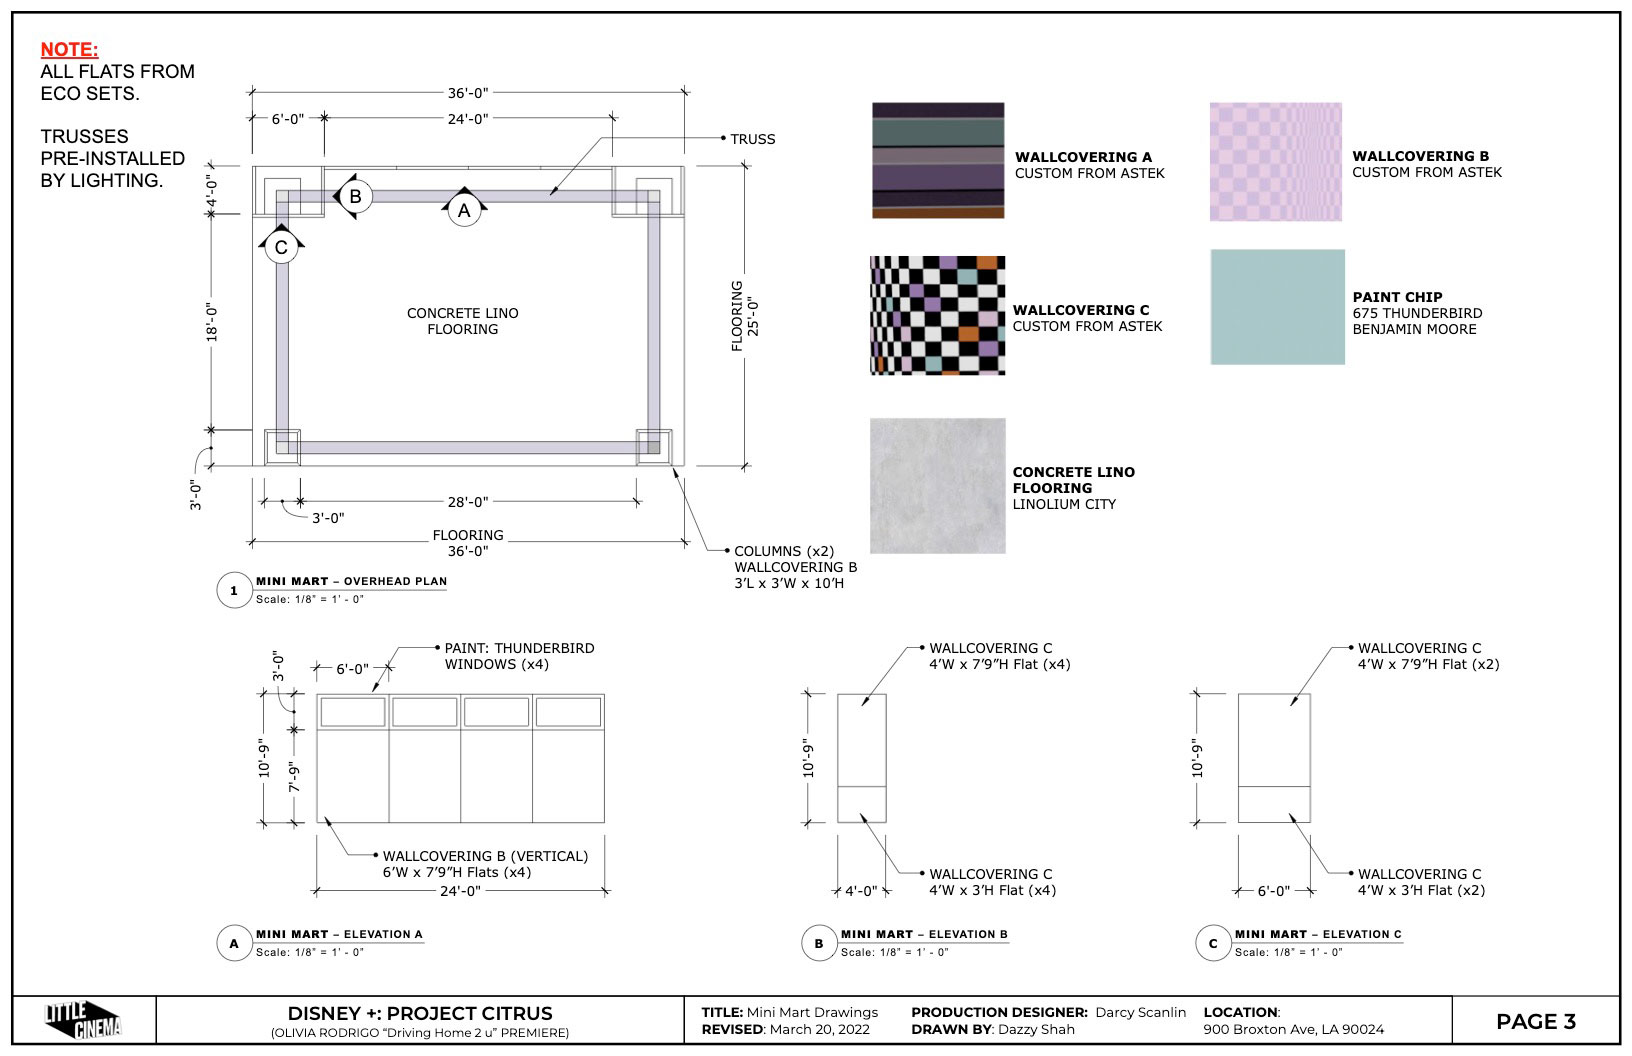 NOTE:
ALL FLATS FROM
ECO SETS.
TRUSSES
PRE-INSTALLED
BY LIGHTING.
36'-0"
6'-0"
24'-0"
TRUSS
4'-0"
B
A
C
18'-0"
CONCRETE LINO
FLOORING
FLOORING
25'-0"
3'-0"
28'-0"
3'-0"
FLOORING
36'-0"
COLUMNS (x2)
WALLCOVERING B
3’L x 3’W x 10’H
1
MINI MART – OVERHEAD PLAN
Scale: 1/8” = 1’ - 0”
WALLCOVERING A
CUSTOM FROM ASTEK
WALLCOVERING B
CUSTOM FROM ASTEK
WALLCOVERING C
CUSTOM FROM ASTEK
PAINT CHIP
675 THUNDERBIRD
BENJAMIN MOORE
CONCRETE LINO
FLOORING
LINOLIUM CITY
PAINT: THUNDERBIRD
WINDOWS (x4)
3'-0"
6'-0"
10'-9"
7'-9"
WALLCOVERING B (VERTICAL)
6’W x 7’9”H Flats (x4)
24'-0"
A
MINI MART – ELEVATION A
Scale: 1/8” = 1’ - 0”
WALLCOVERING C
4’W x 7’9”H Flat (x4)
10'-9"
WALLCOVERING C
4’W x 3’H Flat (x4)
4'-0"
B
MINI MART – ELEVATION B
Scale: 1/8” = 1’ - 0”
WALLCOVERING C
4’W x 7’9”H Flat (x2)
10'-9"
WALLCOVERING C
4’W x 3’H Flat (x2)
6'-0"
C
MINI MART – ELEVATION C
Scale: 1/8” = 1’ - 0”
LITTLE
CINEMA
DISNEY +: PROJECT CITRUS
(OLIVIA RODRIGO “Driving Home 2 u” PREMIERE)
TITLE: Mini Mart Drawings
REVISED: March 20, 2022
PRODUCTION DESIGNER: Darcy Scanlin
DRAWN BY: Dazzy Shah
LOCATION:
900 Broxton Ave, LA 90024
PAGE 3